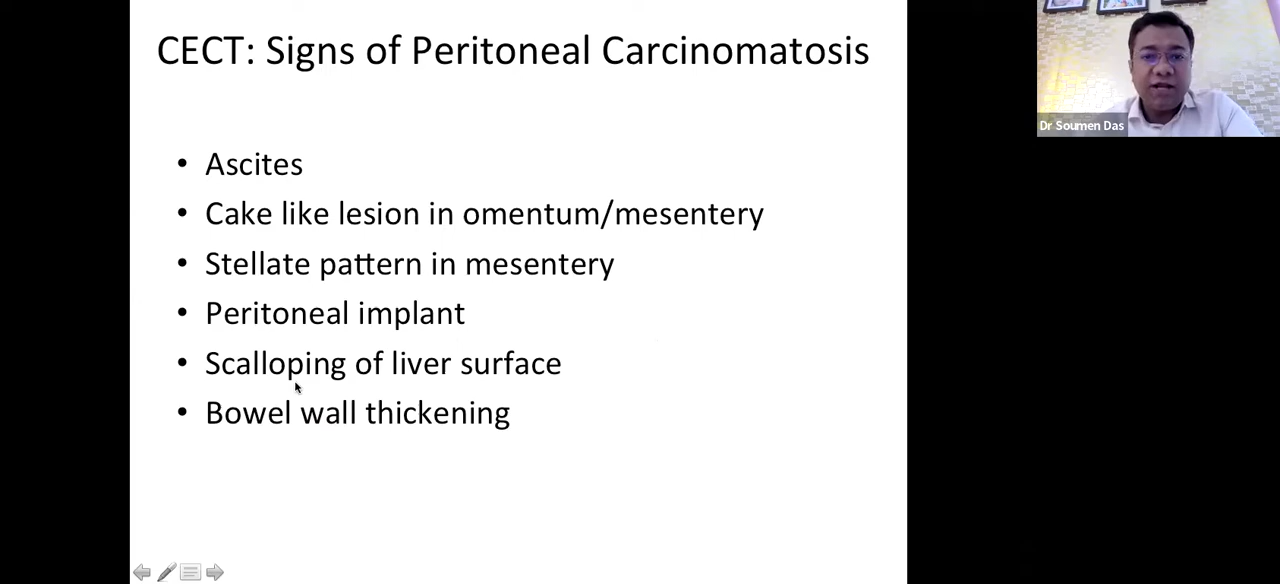 CECT: Signs of Peritoneal Carcinomatosis
• Ascites
• Cake like lesion in omentum/mesentery
• Stellate pattern in mesentery
• Peritoneal implant
• Scalloping of liver surface
• Bowel wall thickening
Dr Soumen Das